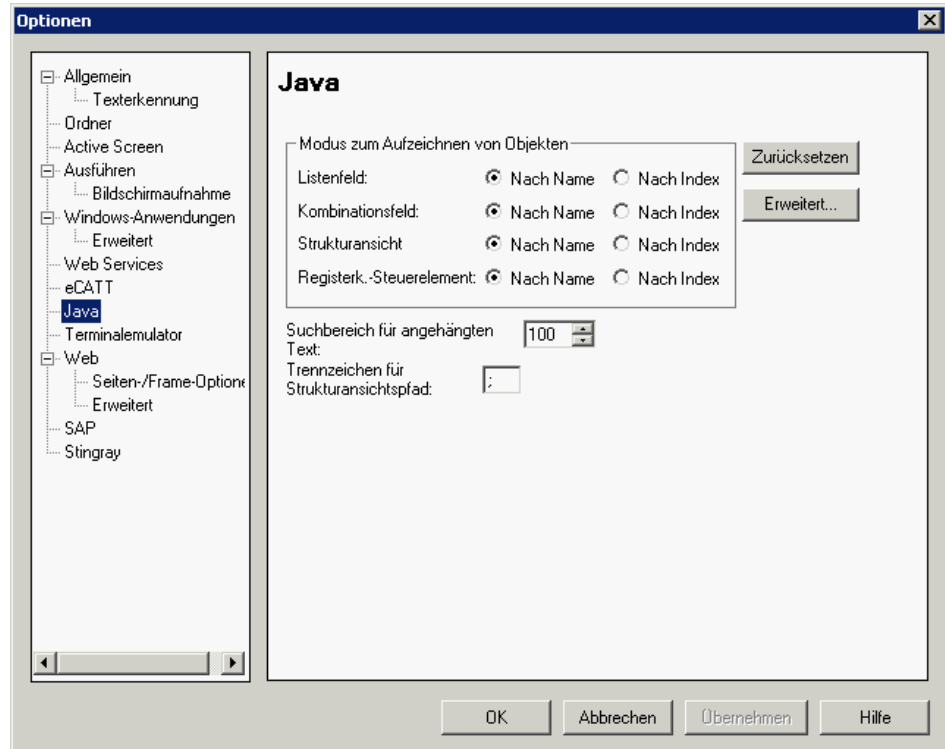 Optionen
Allgemein
Texterkennung
Ordner
Active Screen
Ausführen
Bildschirmaufnahme
Windows-Anwendungen
Erweitert
Web Services
eCATT
Java
Terminalemulator
Web
Seiten-/Frame-Optione
Erweitert
SAP
Stingray
Java
Modus zum Aufzeichnen von Objekten
Listenfeld: Nach Name Nach Index
Kombinationsfeld: Nach Name Nach Index
Strukturansicht Nach Name Nach Index
Registerk.-Steuerelement: Nach Name Nach Index
Zurücksetzen
Erweitert...
Suchbereich für angehängten
Text:
100
Trennzeichen für
Strukturansichtspfad:
;
OK Abbrechen Übernehmen Hilfe